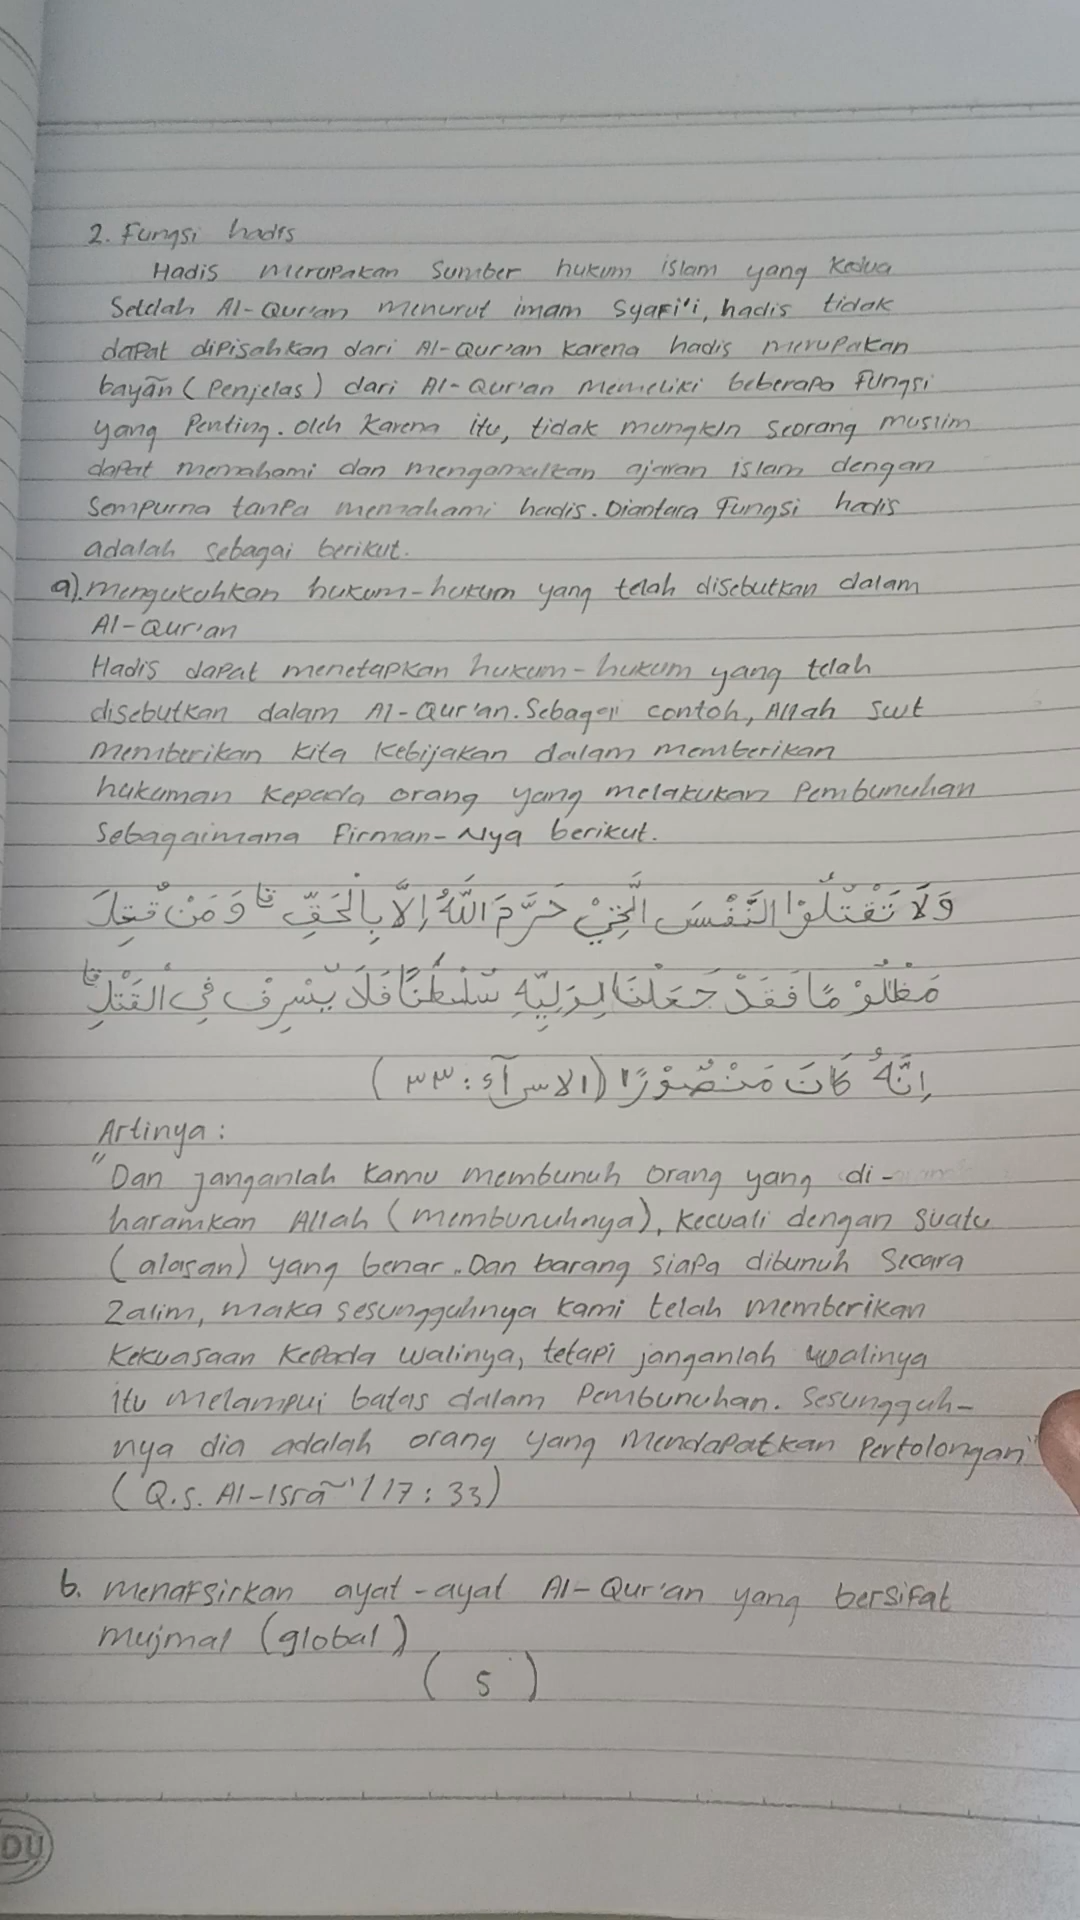 2. Fungsi hadis
Hadis merupakan Sumber hukum islam yang kedua
Setelah Al-Qur'an menurut imam Syafi'i, hadis tidak
dapat dipisahkan dari Al-Qur'an karena hadis merupakan
bayān (Penjelas) dari Al-Qur'an memeliki beberapa fungsi
yang Penting. oleh karena itu, tidak mungkin seorang muslim
dapat memahami dan mengamalkan ajaran islam dengan
Sempurna tanpa memahami hadis. Diantara Fungsi hadis
adalah sebagai berikut.
a). mengukuhkan hukum-hukum yang telah disebutkan dalam
Al-Qur'an
Hadis dapat menetapkan hukum-hukum yang telah
disebutkan dalam Al-Qur'an. Sebagai contoh, Allah swt
memberikan kita kebijakan dalam memberikan
hukuman kepada orang yang melakukan Pembunuhan
Sebagaimana Firman-Nya berikut.
وَلَا تَقْتُلُوْا النَّفْسَ الَّتِيْ حَرَّمَ اللّٰهُ اِلَّا بِالْحَقِّ ۗ وَمَنْ قُتِلَ
مَظْلُوْمًا فَقَدْ جَعَلْنَا لِوَلِيِّهٖ سُلْطٰنًا فَلَا يُسْرِفْ فِى الْقَتْلِ ۗ
اِنَّهٗ كَانَ مَنْصُوْرًا (الاسرآء : ٣٣)
Artinya :
"Dan janganlah kamu membunuh orang yang di-
haramkan Allah (membunuhnya), kecuali dengan suatu
(alasan) yang benar. Dan barang siapa dibunuh secara
Zalim, maka sesungguhnya kami telah memberikan
kekuasaan kepada walinya, tetapi janganlah walinya
itu melampui batas dalam Pembunuhan. Sesungguh-
nya dia adalah orang yang mendapatkan Pertolongan"
(Q.S. Al-Isrā'/17 : 33)
b. menafsirkan ayat-ayat Al-Qur'an yang bersifat
mujmal (global)
( 5 )
DU